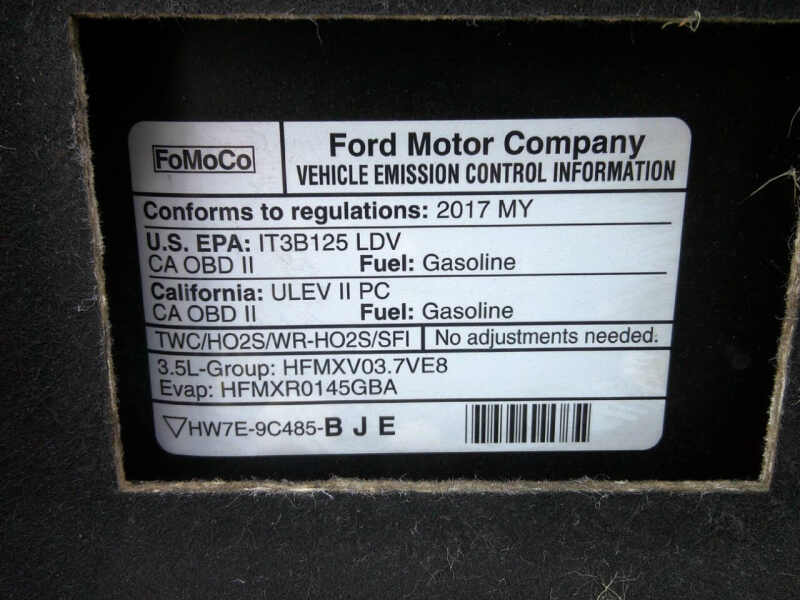 FoMoCo
Ford Motor Company
VEHICLE EMISSION CONTROL INFORMATION
Conforms to regulations: 2017 MY
U.S. EPA: IT3B125 LDV
CA OBD II Fuel: Gasoline
California: ULEV II PC
CA OBD II Fuel: Gasoline
TWC/HO2S/WR-HO2S/SFI No adjustments needed.
3.5L-Group: HFMXV03.7VE8
Evap: HFMXR0145GBA
HW7E-9C485-B J E